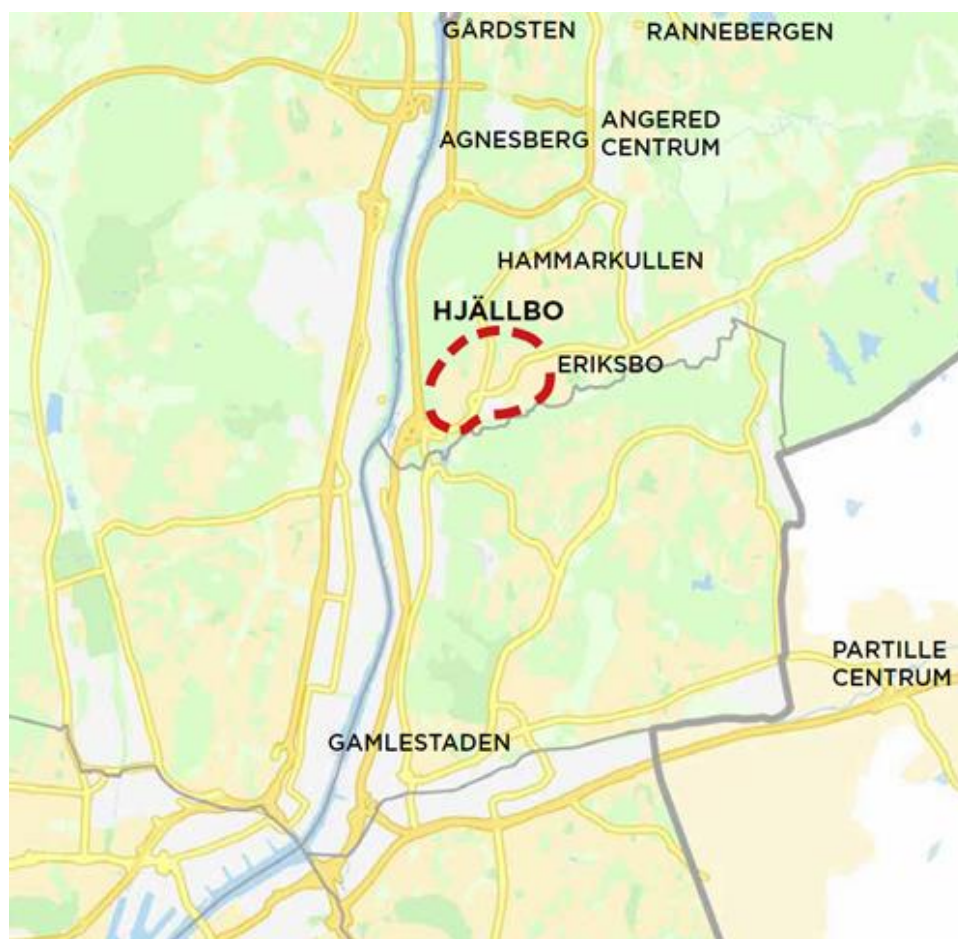 GÅRDSTEN
RANNEBERGEN
AGNESBERG
ANGERED
CENTRUM
HAMMARKULLEN
HJÄLLBO
ERIKSBO
PARTILLE
CENTRUM
GAMLESTADEN